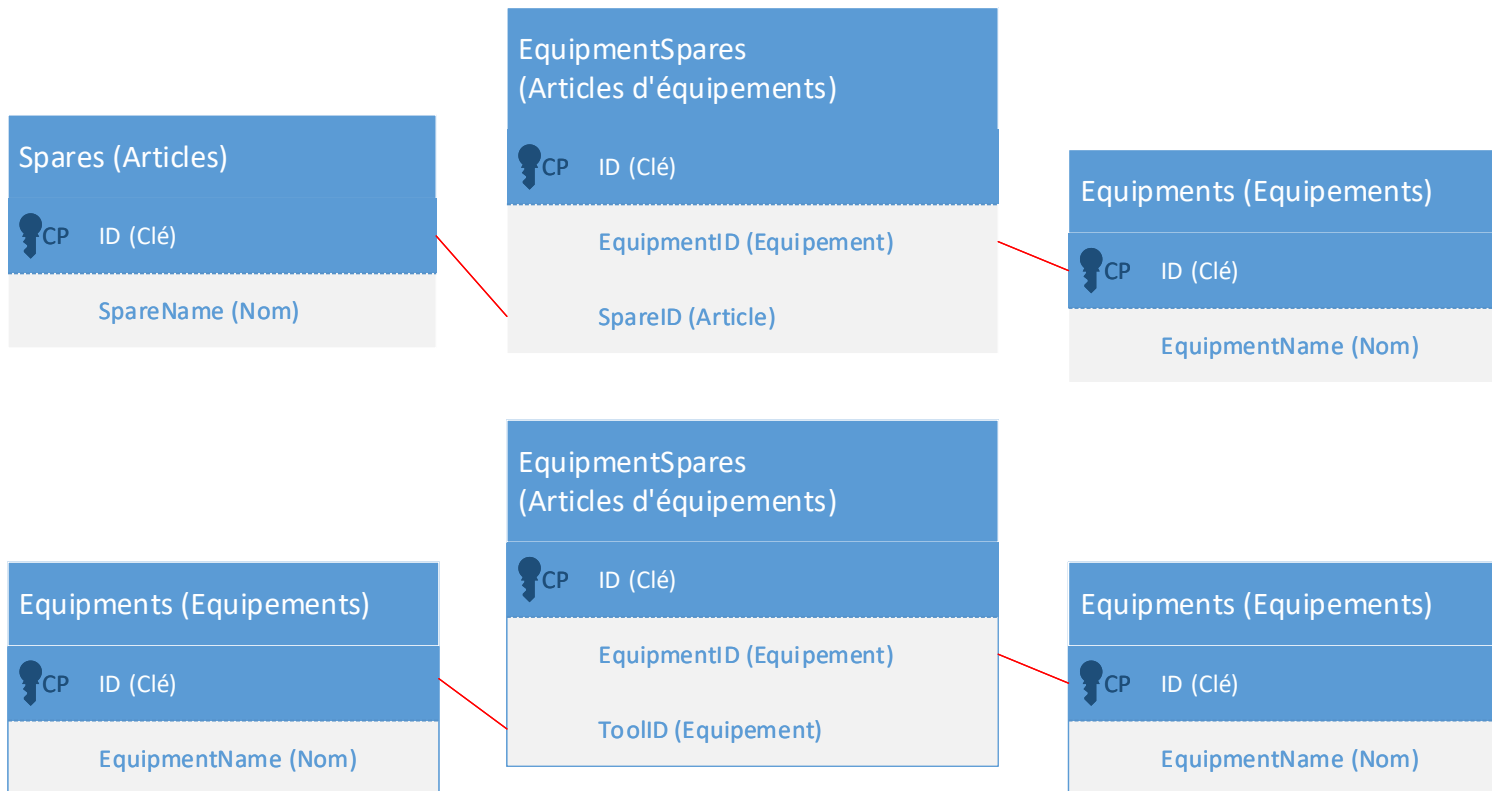 Spares (Articles)
CP ID (Clé)
SpareName (Nom)
EquipmentSpares
(Articles d'équipements)
CP ID (Clé)
EquipmentID (Equipement)
SpareID (Article)
Equipments (Equipements)
CP ID (Clé)
EquipmentName (Nom)
Equipments (Equipements)
CP ID (Clé)
EquipmentName (Nom)
EquipmentSpares
(Articles d'équipements)
CP ID (Clé)
EquipmentID (Equipement)
ToolID (Equipement)
Equipments (Equipements)
CP ID (Clé)
EquipmentName (Nom)